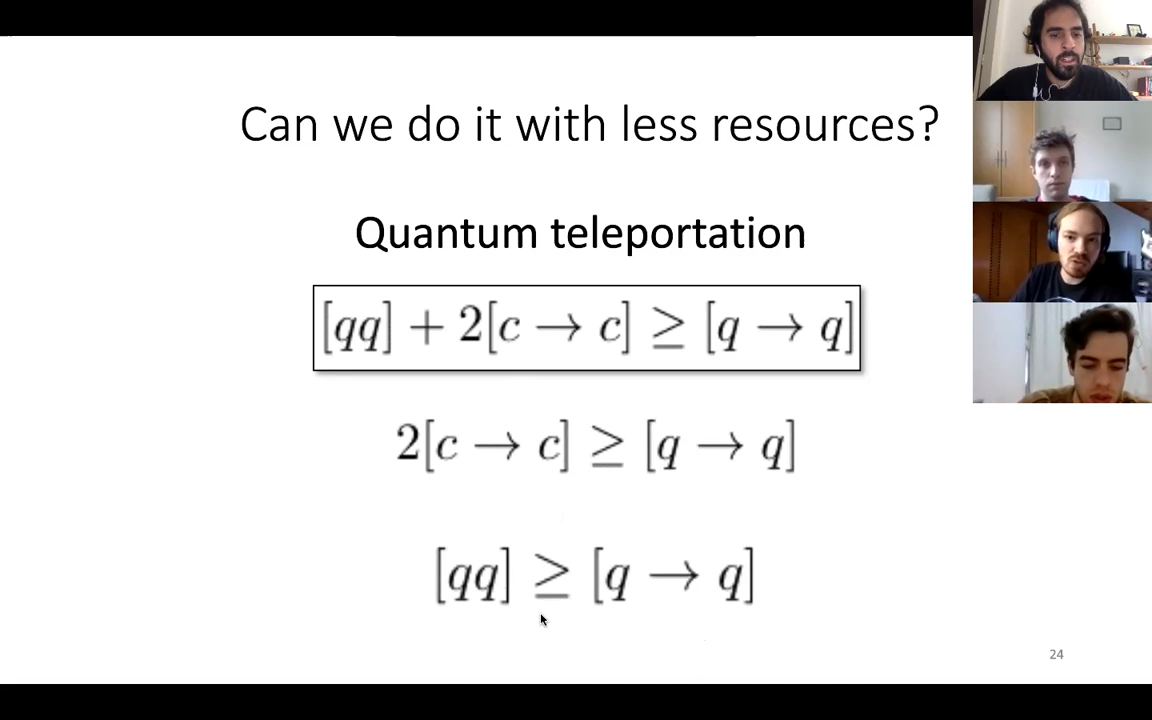 Can we do it with less resources?
Quantum teleportation
[qq] + 2[c → c] ≥ [q → q]
2[c → c] ≥ [q → q]
[qq] ≥ [q → q]
24